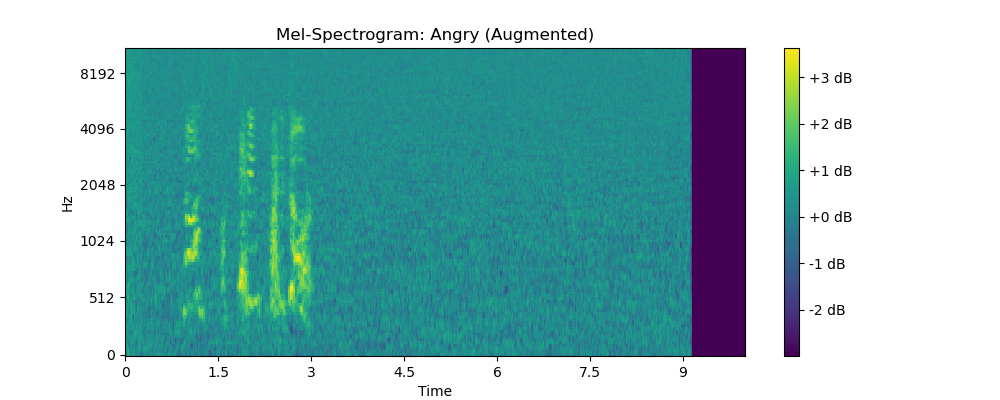 Mel-Spectrogram: Angry (Augmented)
Hz
8192
4096
2048
1024
512
0
0 1.5 3 4.5 6 7.5 9
Time
+3 dB
+2 dB
+1 dB
+0 dB
-1 dB
-2 dB